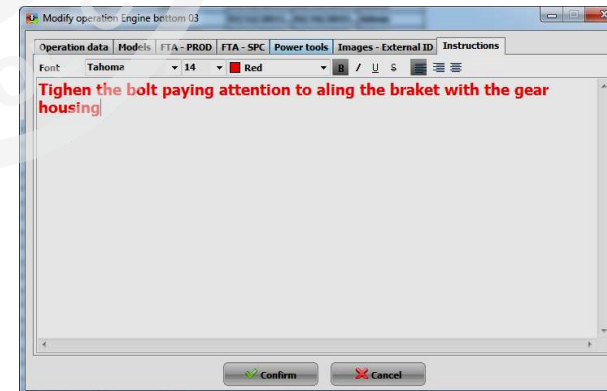 Modify operation Engine bottom 03
Operation data Models FTA - PROD FTA - SPC Power tools Images - External ID Instructions
Font Tahoma 14 Red B I U S
Tighen the bolt paying attention to aling the braket with the gear
housing
Confirm Cancel